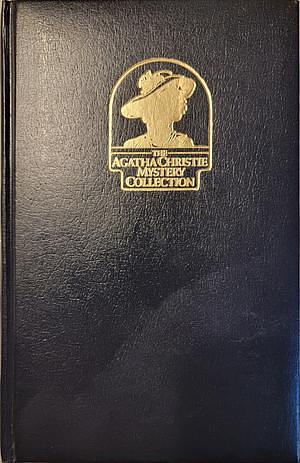 THE
AGATHA CHRISTIE
MYSTERY
COLLECTION